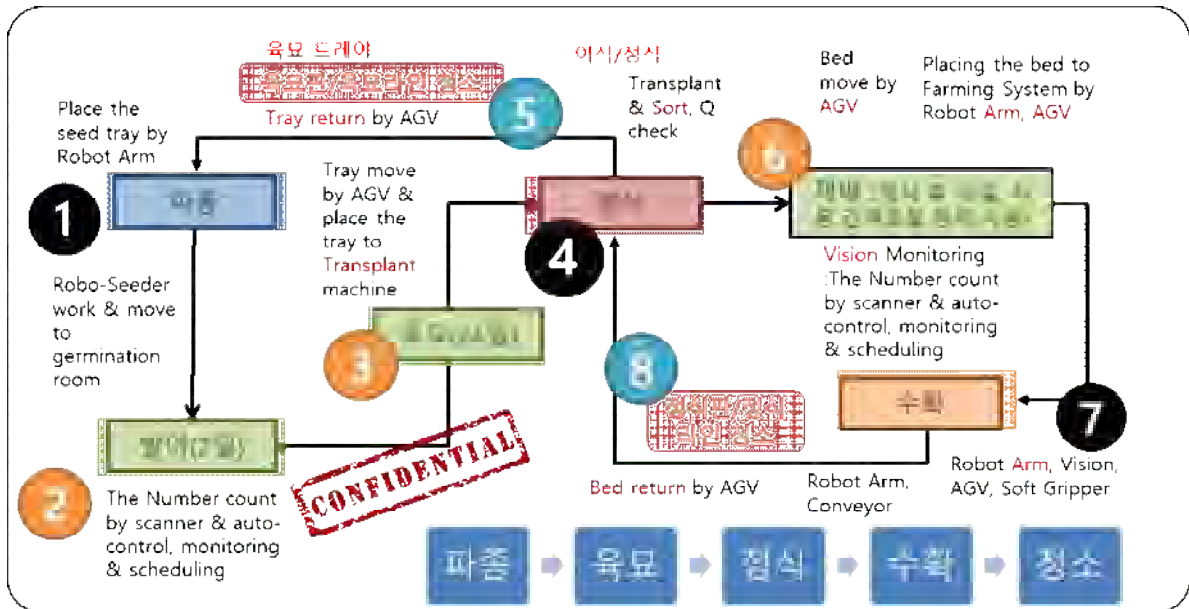 육묘 트레이
Tray return by AGV
5
이식/정식
Transplant
& Sort, Q
check
Bed
move by
AGV
Placing the bed to
Farming System by
Robot Arm, AGV
Place the
seed tray by
Robot Arm
1
파종
Tray move
by AGV &
place the
tray to
Transplant
machine
4
6
Robo-Seeder
work & move
to
germination
room
3
Vision Monitoring
:The Number count
by scanner & auto-
control, monitoring
& scheduling
8
수확
7
2
발아(2일)
CONFIDENTIAL
The Number count
by scanner & auto-
control, monitoring
& scheduling
Bed return by AGV
Robot Arm,
Conveyor
Robot Arm, Vision,
AGV, Soft Gripper
파종
육묘
정식
수확
청소